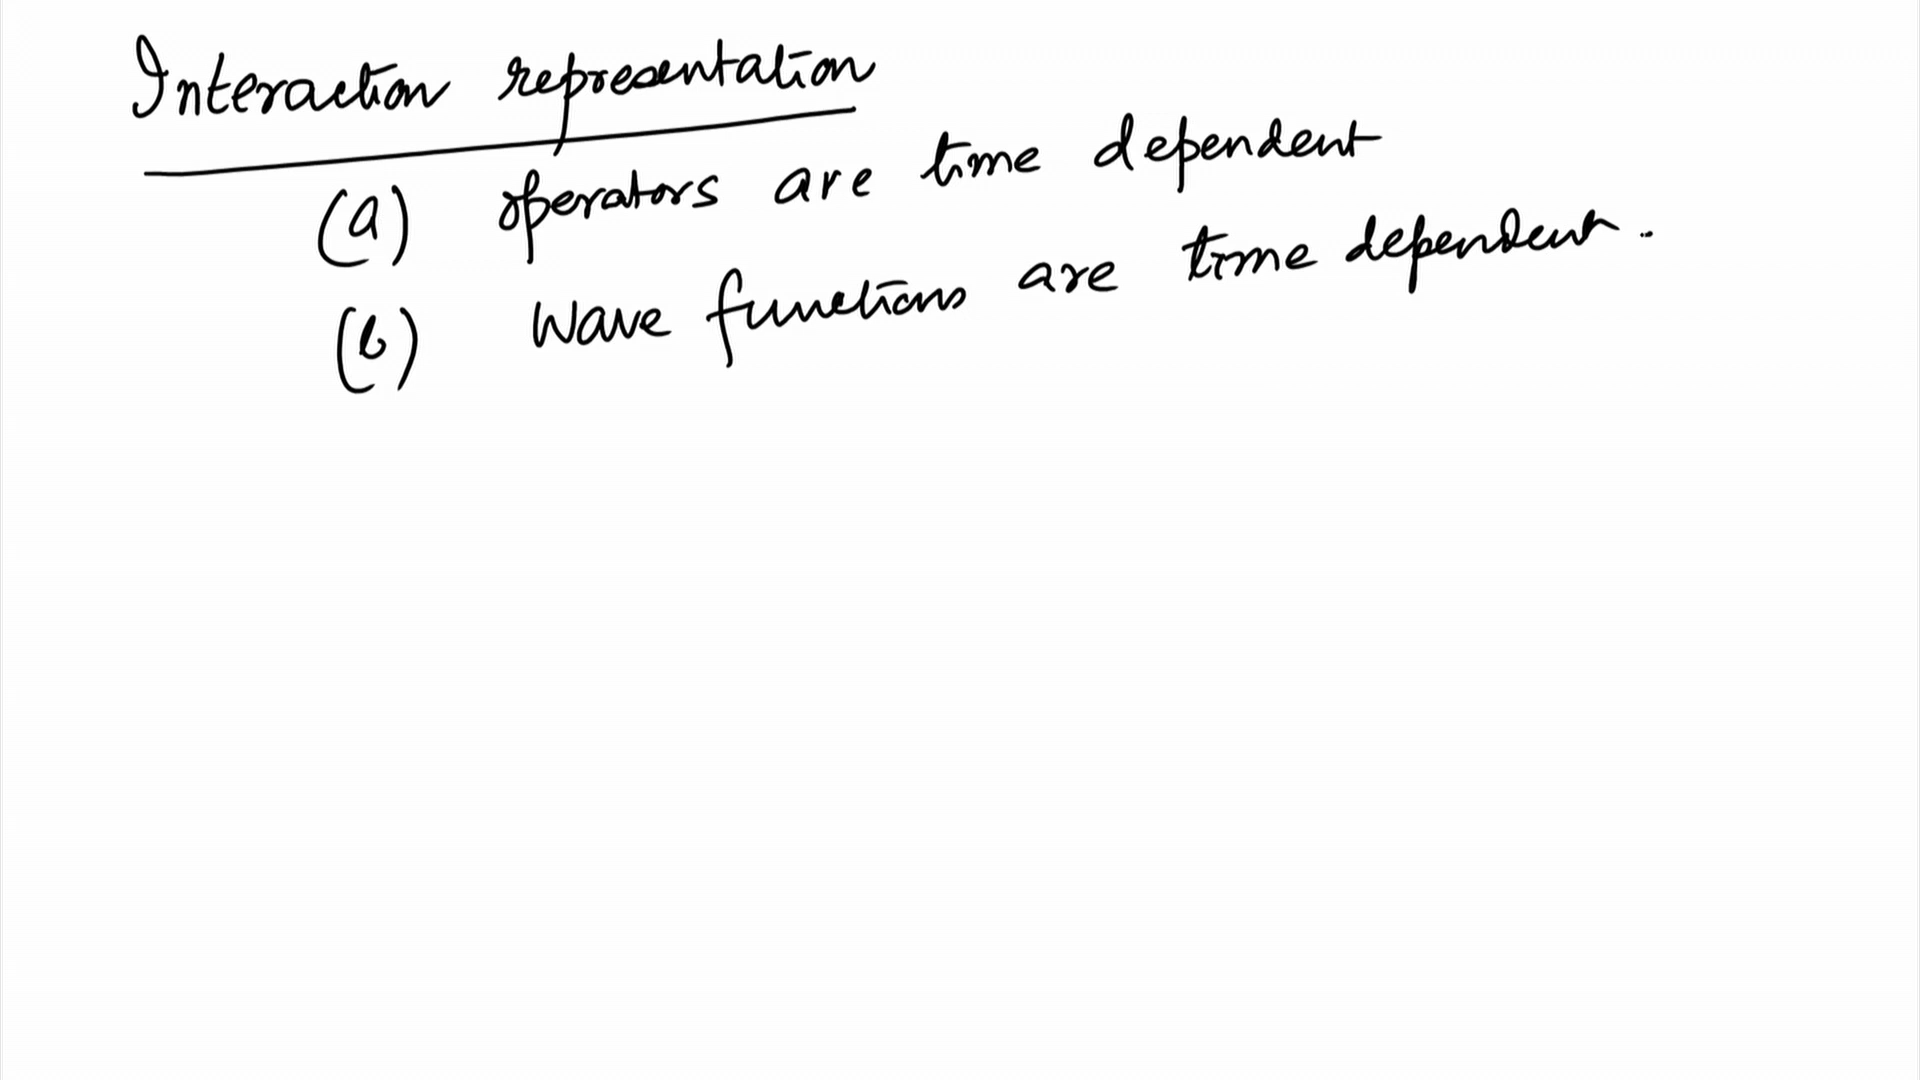 Interaction representation
(a) operators are time dependent
(b) Wave functions are time dependent.